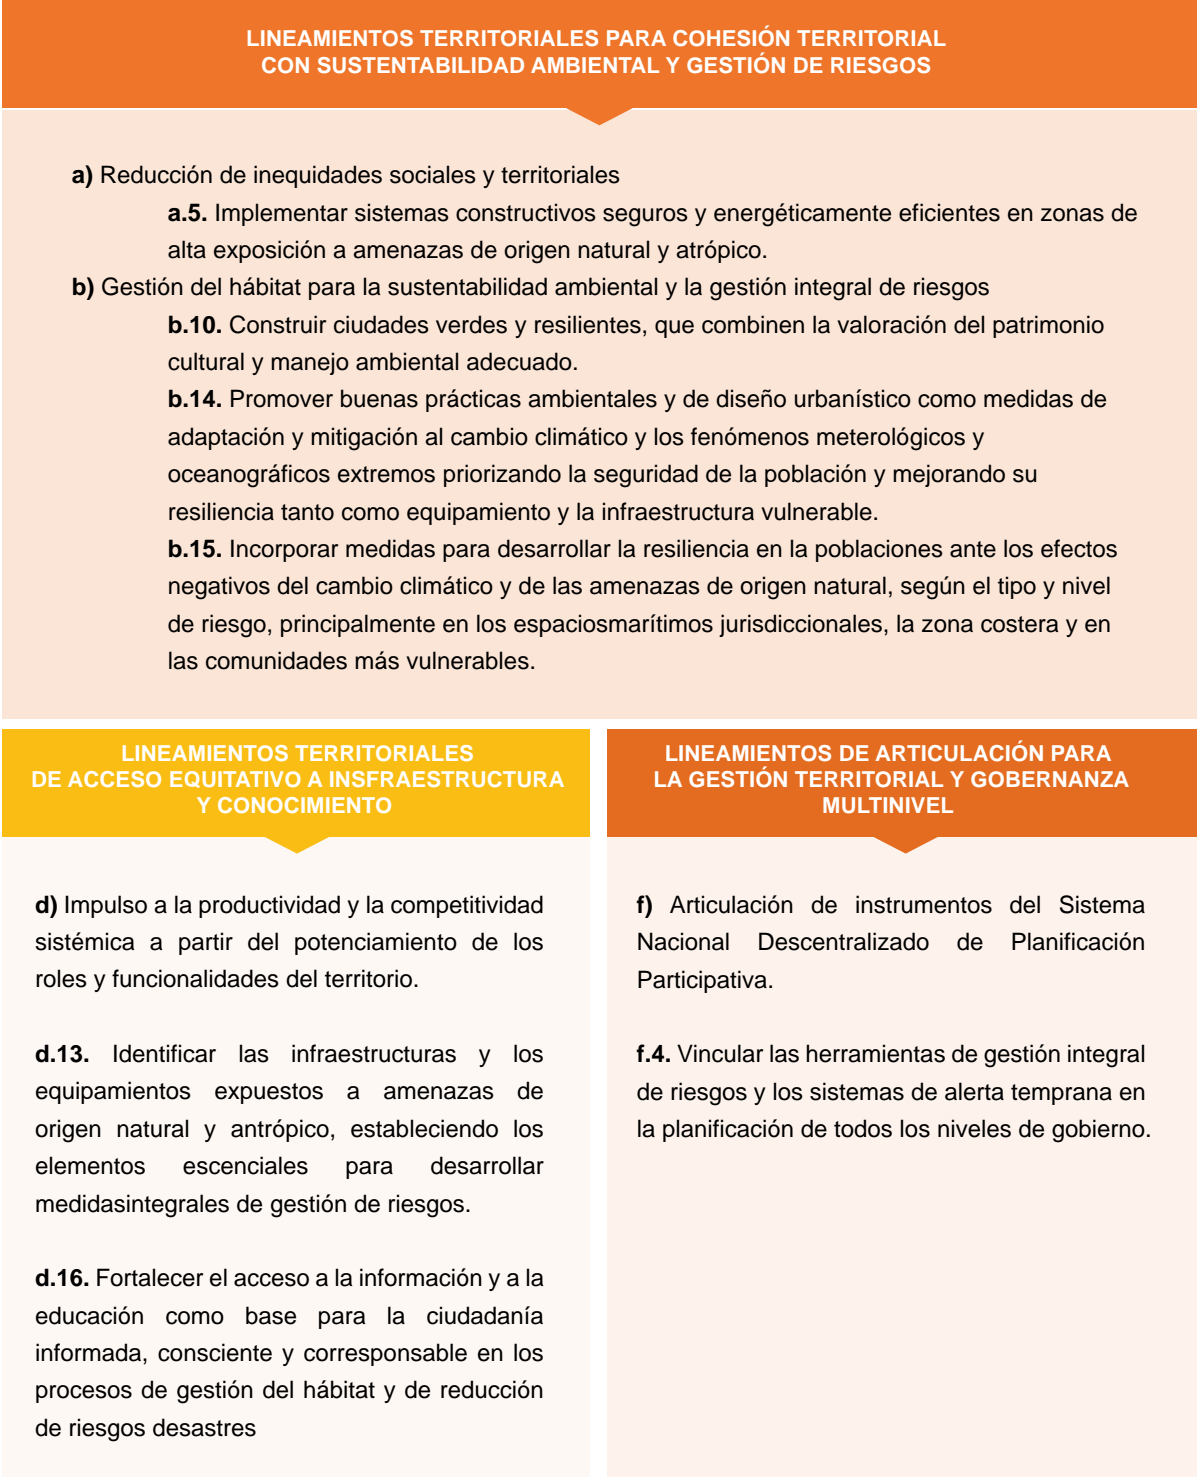 LINEAMIENTOS TERRITORIALES PARA COHESIÓN TERRITORIAL
CON SUSTENTABILIDAD AMBIENTAL Y GESTIÓN DE RIESGOS
a) Reducción de inequidades sociales y territoriales
a.5. Implementar sistemas constructivos seguros y energéticamente eficientes en zonas de
alta exposición a amenazas de origen natural y atrópico.
b) Gestión del hábitat para la sustentabilidad ambiental y la gestión integral de riesgos
b.10. Construir ciudades verdes y resilientes, que combinen la valoración del patrimonio
cultural y manejo ambiental adecuado.
b.14. Promover buenas prácticas ambientales y de diseño urbanístico como medidas de
adaptación y mitigación al cambio climático y los fenómenos meterológicos y
oceanográficos extremos priorizando la seguridad de la población y mejorando su
resiliencia tanto como equipamiento y la infraestructura vulnerable.
b.15. Incorporar medidas para desarrollar la resiliencia en la poblaciones ante los efectos
negativos del cambio climático y de las amenazas de origen natural, según el tipo y nivel
de riesgo, principalmente en los espaciosmarítimos jurisdiccionales, la zona costera y en
las comunidades más vulnerables.
LINEAMIENTOS TERRITORIALES
DE ACCESO EQUITATIVO A INSFRAESTRUCTURA
Y CONOCIMIENTO
d) Impulso a la productividad y la competitividad
sistémica a partir del potenciamiento de los
roles y funcionalidades del territorio.
d.13. Identificar las infraestructuras y los
equipamientos expuestos a amenazas de
origen natural y antrópico, estableciendo los
elementos escenciales para desarrollar
medidasintegrales de gestión de riesgos.
d.16. Fortalecer el acceso a la información y a la
educación como base para la ciudadanía
informada, consciente y corresponsable en los
procesos de gestión del hábitat y de reducción
de riesgos desastres
LINEAMIENTOS DE ARTICULACIÓN PARA
LA GESTIÓN TERRITORIAL Y GOBERNANZA
MULTINIVEL
f) Articulación de instrumentos del Sistema
Nacional Descentralizado de Planificación
Participativa.
f.4. Vincular las herramientas de gestión integral
de riesgos y los sistemas de alerta temprana en
la planificación de todos los niveles de gobierno.